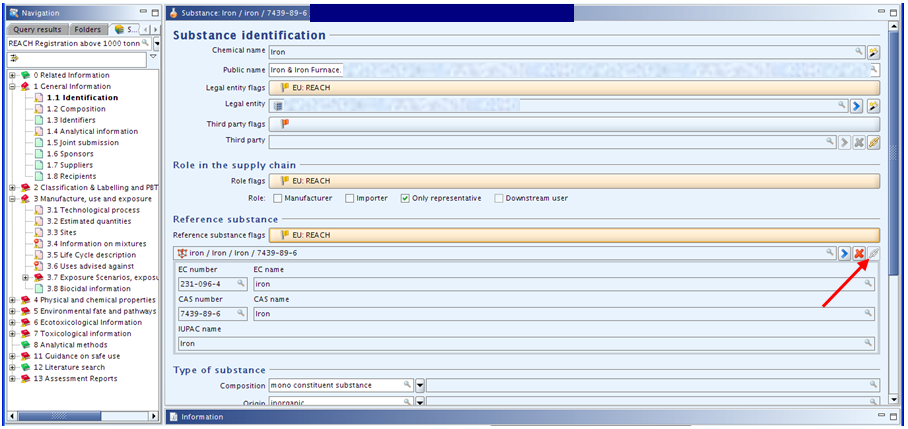 Navigation
Query results Folders S...
REACH Registration above 1000 tonn
0 Related Information
1 General Information
1.1 Identification
1.2 Composition
1.3 Identifiers
1.4 Analytical information
1.5 Joint submission
1.6 Sponsors
1.7 Suppliers
1.8 Recipients
2 Classification & Labelling and PBT
3 Manufacture, use and exposure
3.1 Technological process
3.2 Estimated quantities
3.3 Sites
3.4 Information on mixtures
3.5 Life Cycle description
3.6 Uses advised against
3.7 Exposure Scenarios, exposu
3.8 Biocidal information
4 Physical and chemical properties
5 Environmental fate and pathways
6 Ecotoxicological Information
7 Toxicological information
8 Analytical methods
11 Guidance on safe use
12 Literature search
13 Assessment Reports
Substance: Iron / iron / 7439-89-6
Substance identification
Chemical name Iron
Public name Iron & Iron Furnace.
Legal entity flags EU: REACH
Legal entity
Third party flags
Third party
Role in the supply chain
Role flags EU: REACH
Role: Manufacturer Importer Only representative Downstream user
Reference substance
Reference substance flags EU: REACH
iron / Iron / Iron / 7439-89-6
EC number EC name
231-096-4 iron
CAS number CAS name
7439-89-6 Iron
IUPAC name
Iron
Type of substance
Composition mono constituent substance
Origin inorganic
Information